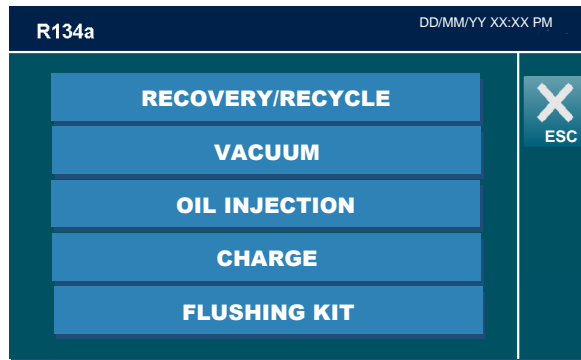 R134a
DD/MM/YY XX:XX PM
RECOVERY/RECYCLE
ESC
VACUUM
OIL INJECTION
CHARGE
FLUSHING KIT